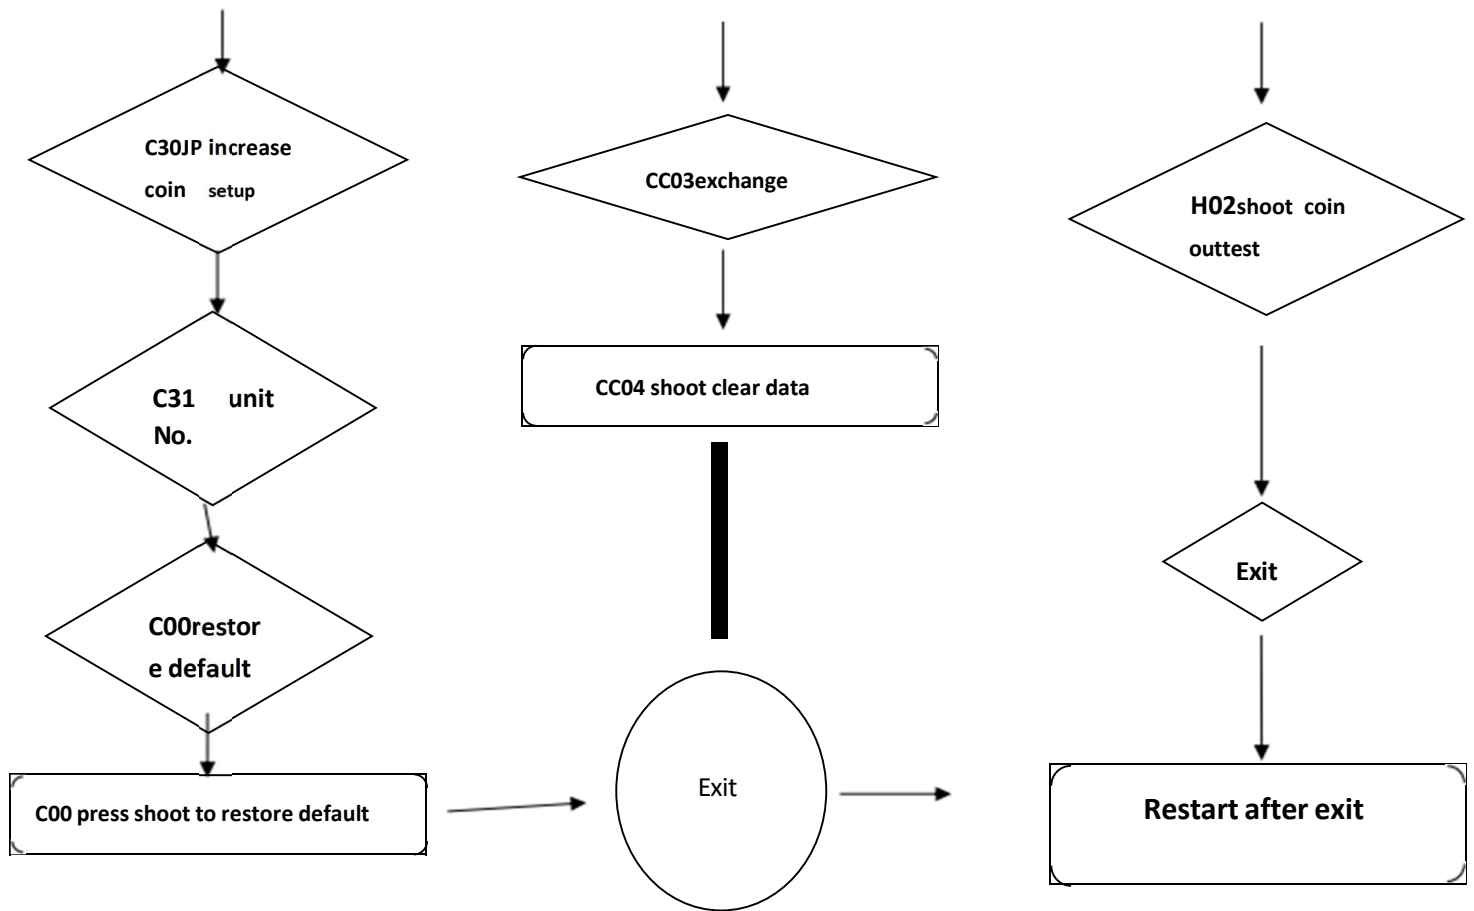 C30JP increase
coin setup
C31 unit
No.
C00restor
e default
C00 press shoot to restore default
CC03exchange
CC04 shoot clear data
Exit
H02shoot coin
outtest
Exit
Restart after exit